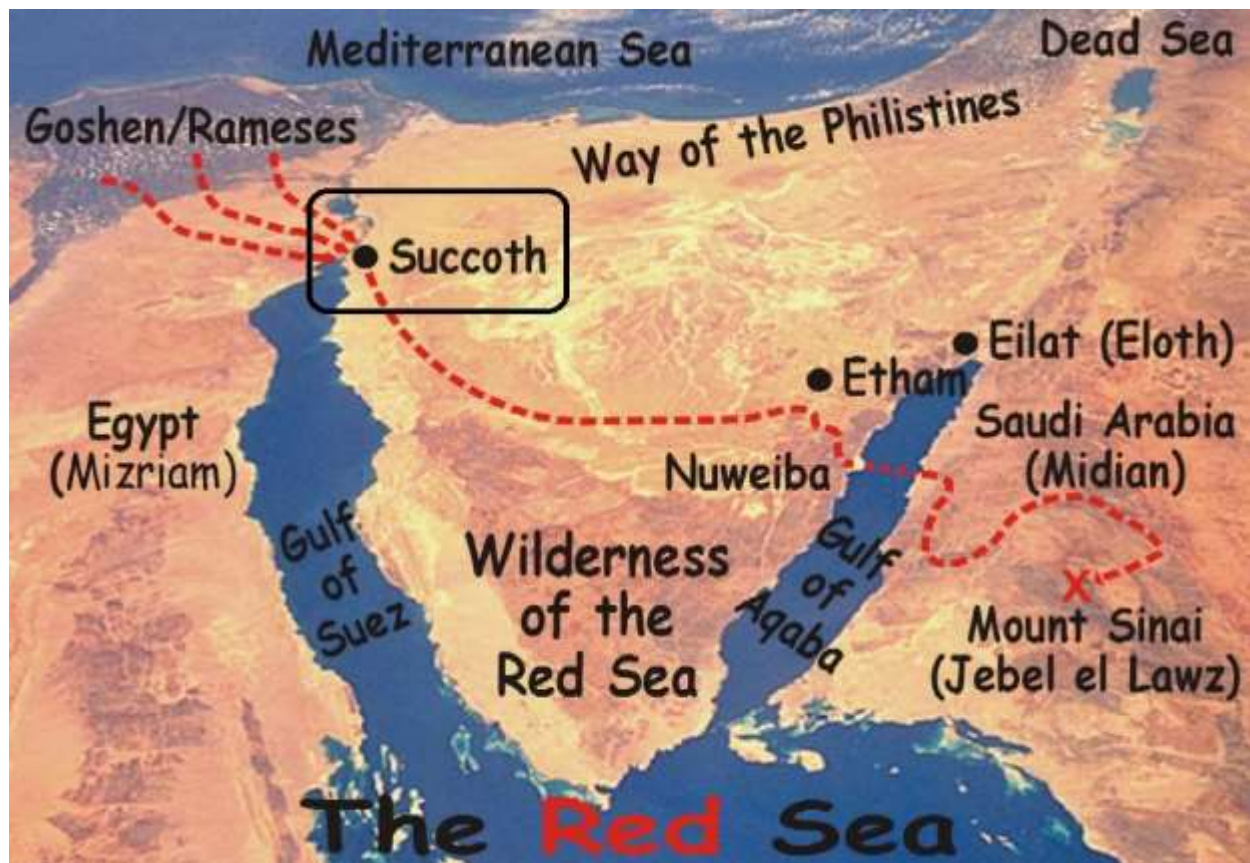 Mediterranean Sea
Dead Sea
Goshen/Rameses
Way of the Philistines
Succoth
Eilat (Eloth)
Etham
Egypt
(Mizriam)
Saudi Arabia
(Midian)
Nuweiba
Gulf
of
Suez
Wilderness
of the
Red Sea
Gulf
of
Aqaba
X
Mount Sinai
(Jebel el Lawz)
The Red Sea